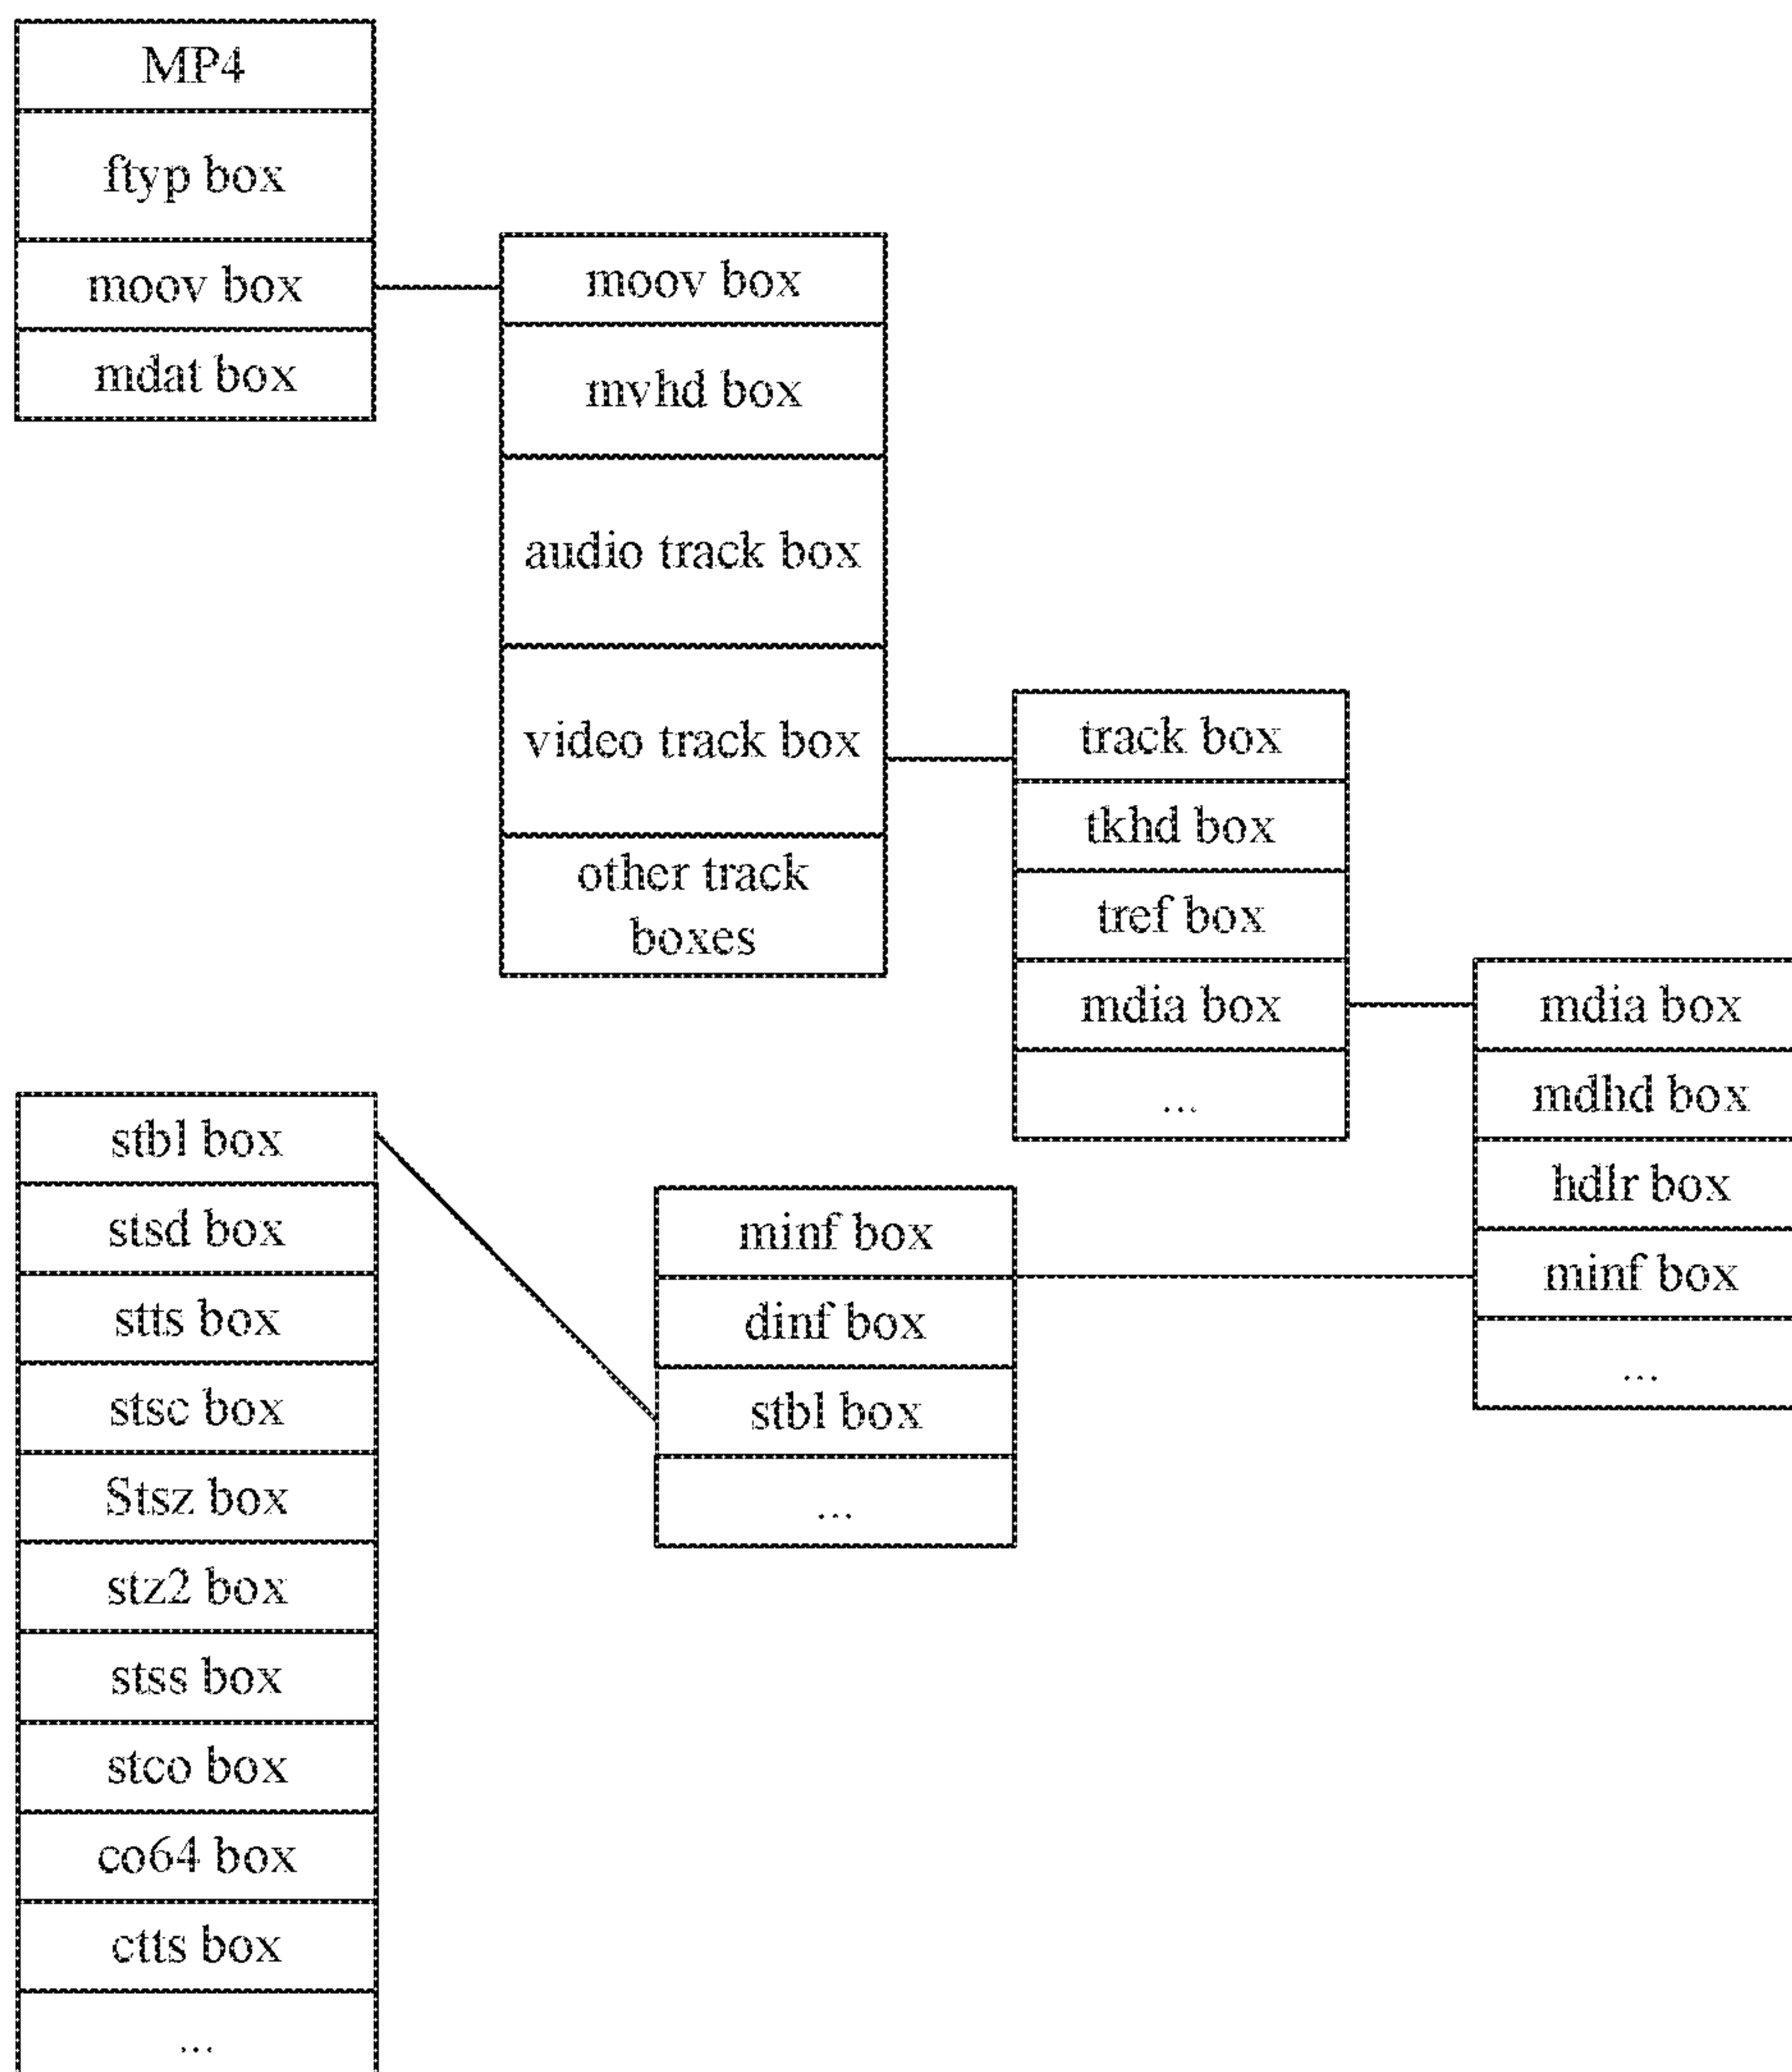 MP4
ftyp box
moov box
mdat box
moov box
mvhd box
audio track box
video track box
other track
boxes
track box
tkhd box
tref box
mdia box
...
mdia box
mdhd box
hdlr box
minf box
...
minf box
dinf box
stbl box
...
stbl box
stsd box
stts box
stsc box
Stsz box
stz2 box
stss box
stco box
co64 box
ctts box
...